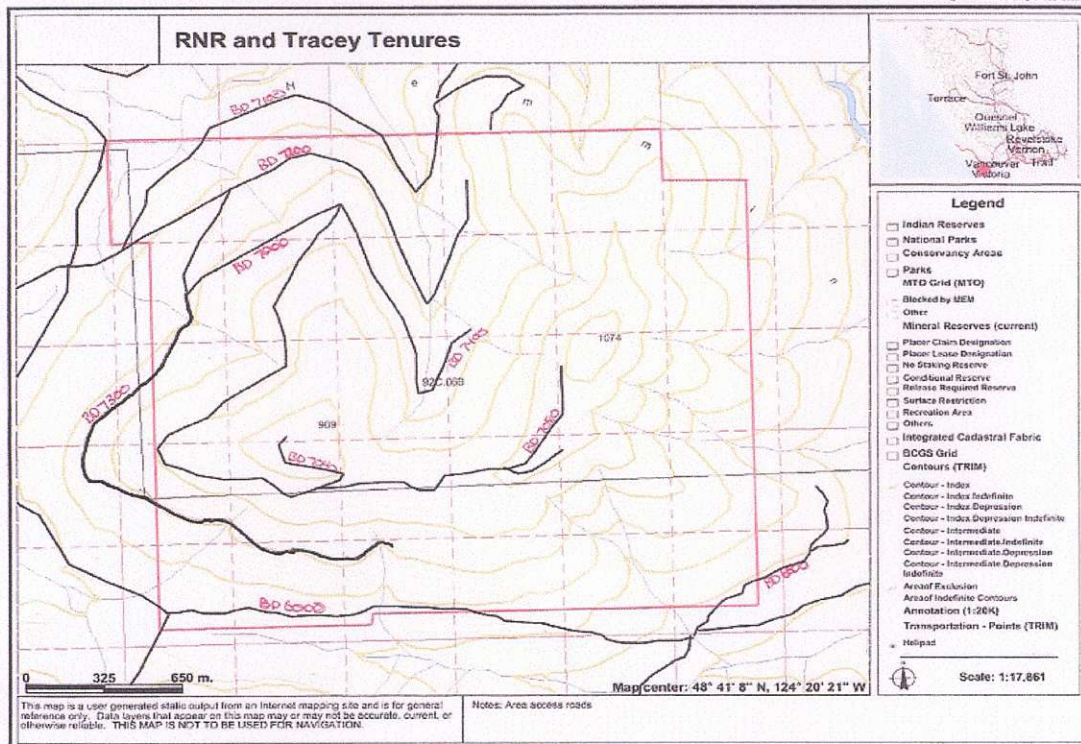 RNR and Tracey Tenures
BD 7100
N
e
m
m
BD 7200
BD 7000
BD 7300
BD 7400
1074
92C.068
909
BD 7040
BD 7050
BD 6000
0 325 650 m.
Map center: 48° 41' 8" N, 124° 20' 21" W
Fort St. John
Terrace
Quesnel
Williams Lake
Revelstoke
Vernon
Vancouver Trail
Victoria
Legend
Indian Reserves
National Parks
Conservancy Areas
Parks
MTO Grid (MTO)
Blocked by MEM
Other
Mineral Reserves (current)
Placer Claims Designation
Placer Lease Designation
No Staking Reserve
Conditional Reserve
Release Required Reserve
Surface Restriction
Recreation Area
Others
Integrated Cadastral Fabric
BCGS Grid
Contours (TRIM)
Contour - Index
Contour - Index.Indefinite
Contour - Index.Depression
Contour - Index.Depression Indefinite
Contour - Intermediate
Contour - Intermediate.Indefinite
Contour - Intermediate.Depression
Contour - Intermediate.Depression
Indefinite
Area of Exclusion
Area of Indefinite Contours
Annotation (1:20K)
Transportation - Points (TRIM)
Helipad
Scale: 1:17,861
This map is a user generated static output from an Internet mapping site and is for general
reference only. Data layers that appear on this map may or may not be accurate, current, or
otherwise reliable. THIS MAP IS NOT TO BE USED FOR NAVIGATION.
Notes: Area access roads